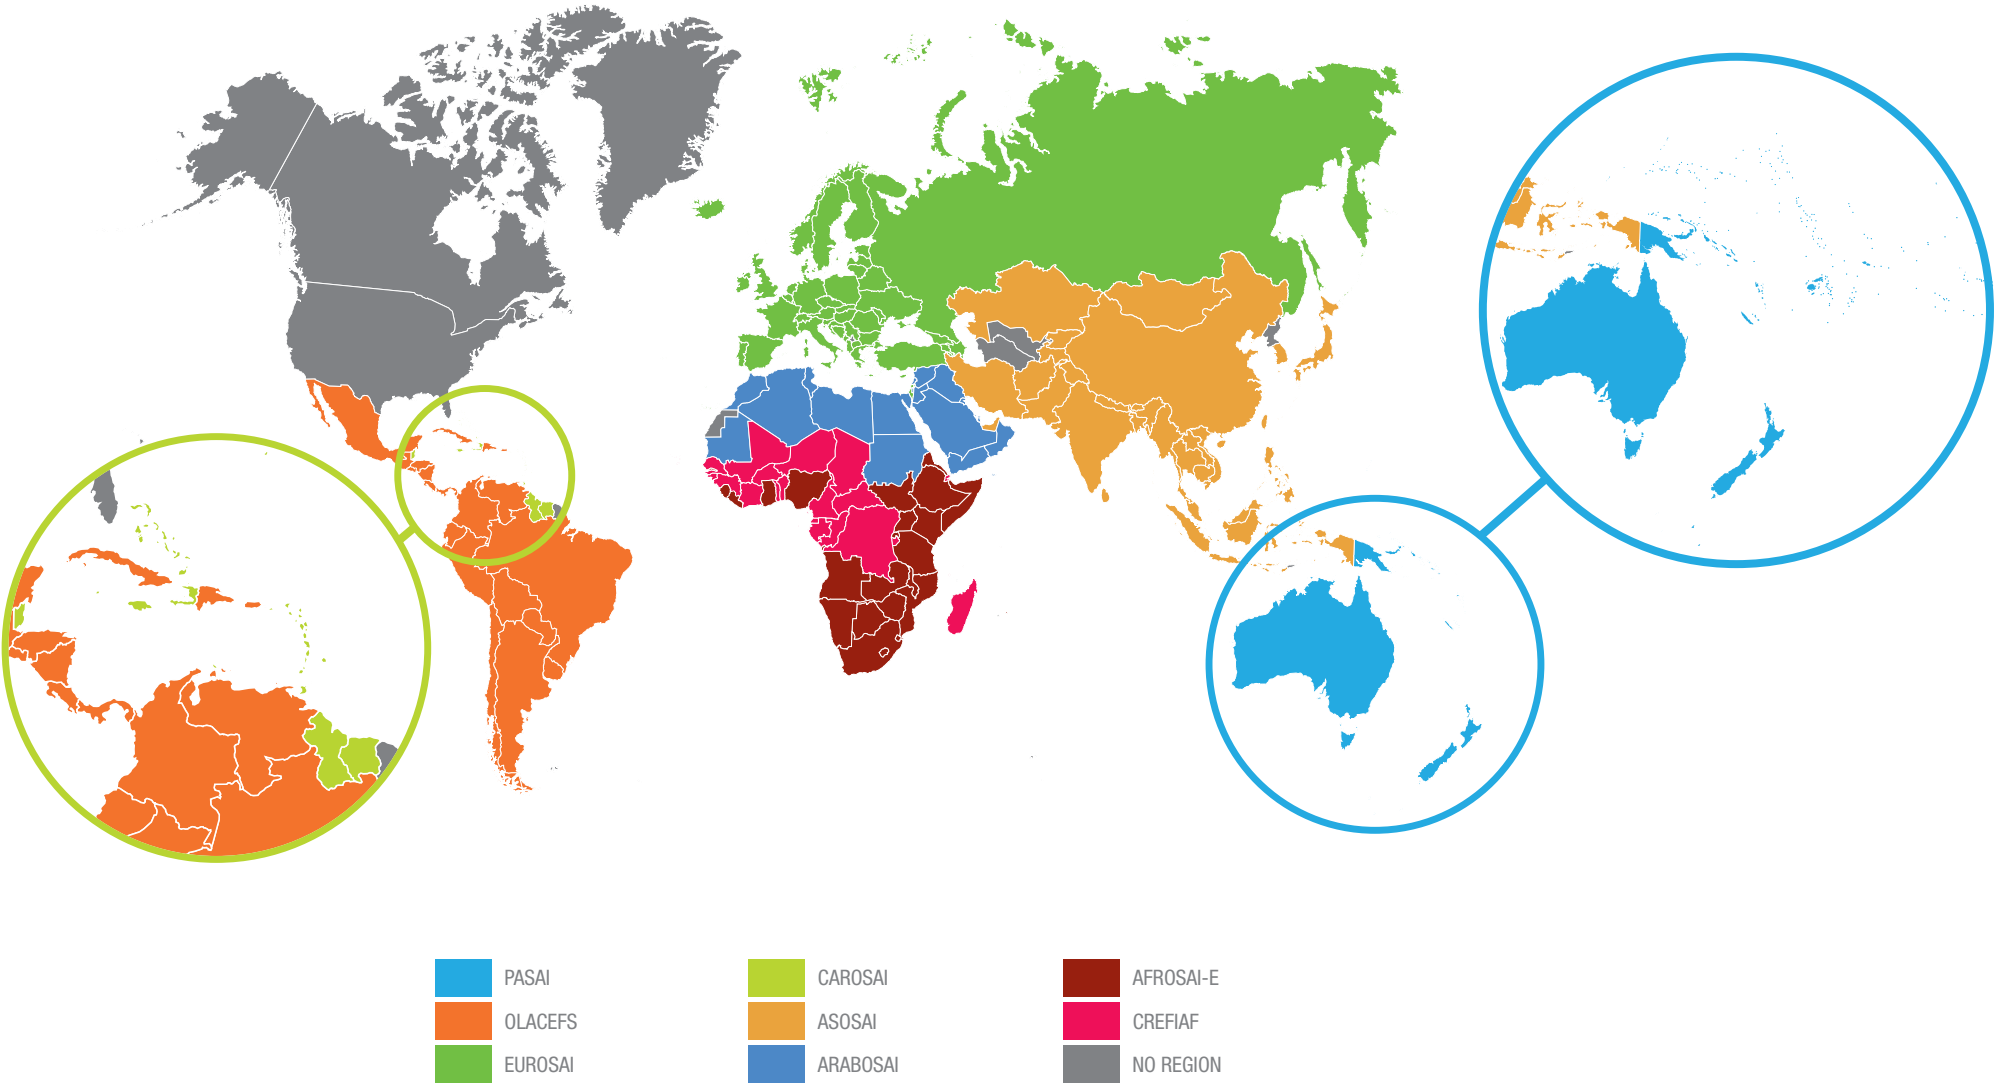 PASAI
OLACEFS
EUROSAI
CAROSAI
ASOSAI
ARABOSAI
AFROSAI-E
CREFIAF
NO REGION